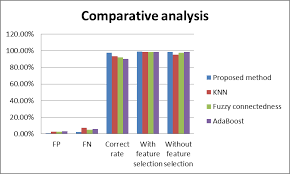 Comparative analysis
120.00%
100.00%
80.00%
60.00%
40.00%
20.00%
0.00%
FP
FN
Correct
rate
With
feature
selection
Without
feature
selection
Proposed method
KNN
Fuzzy connectedness
AdaBoost